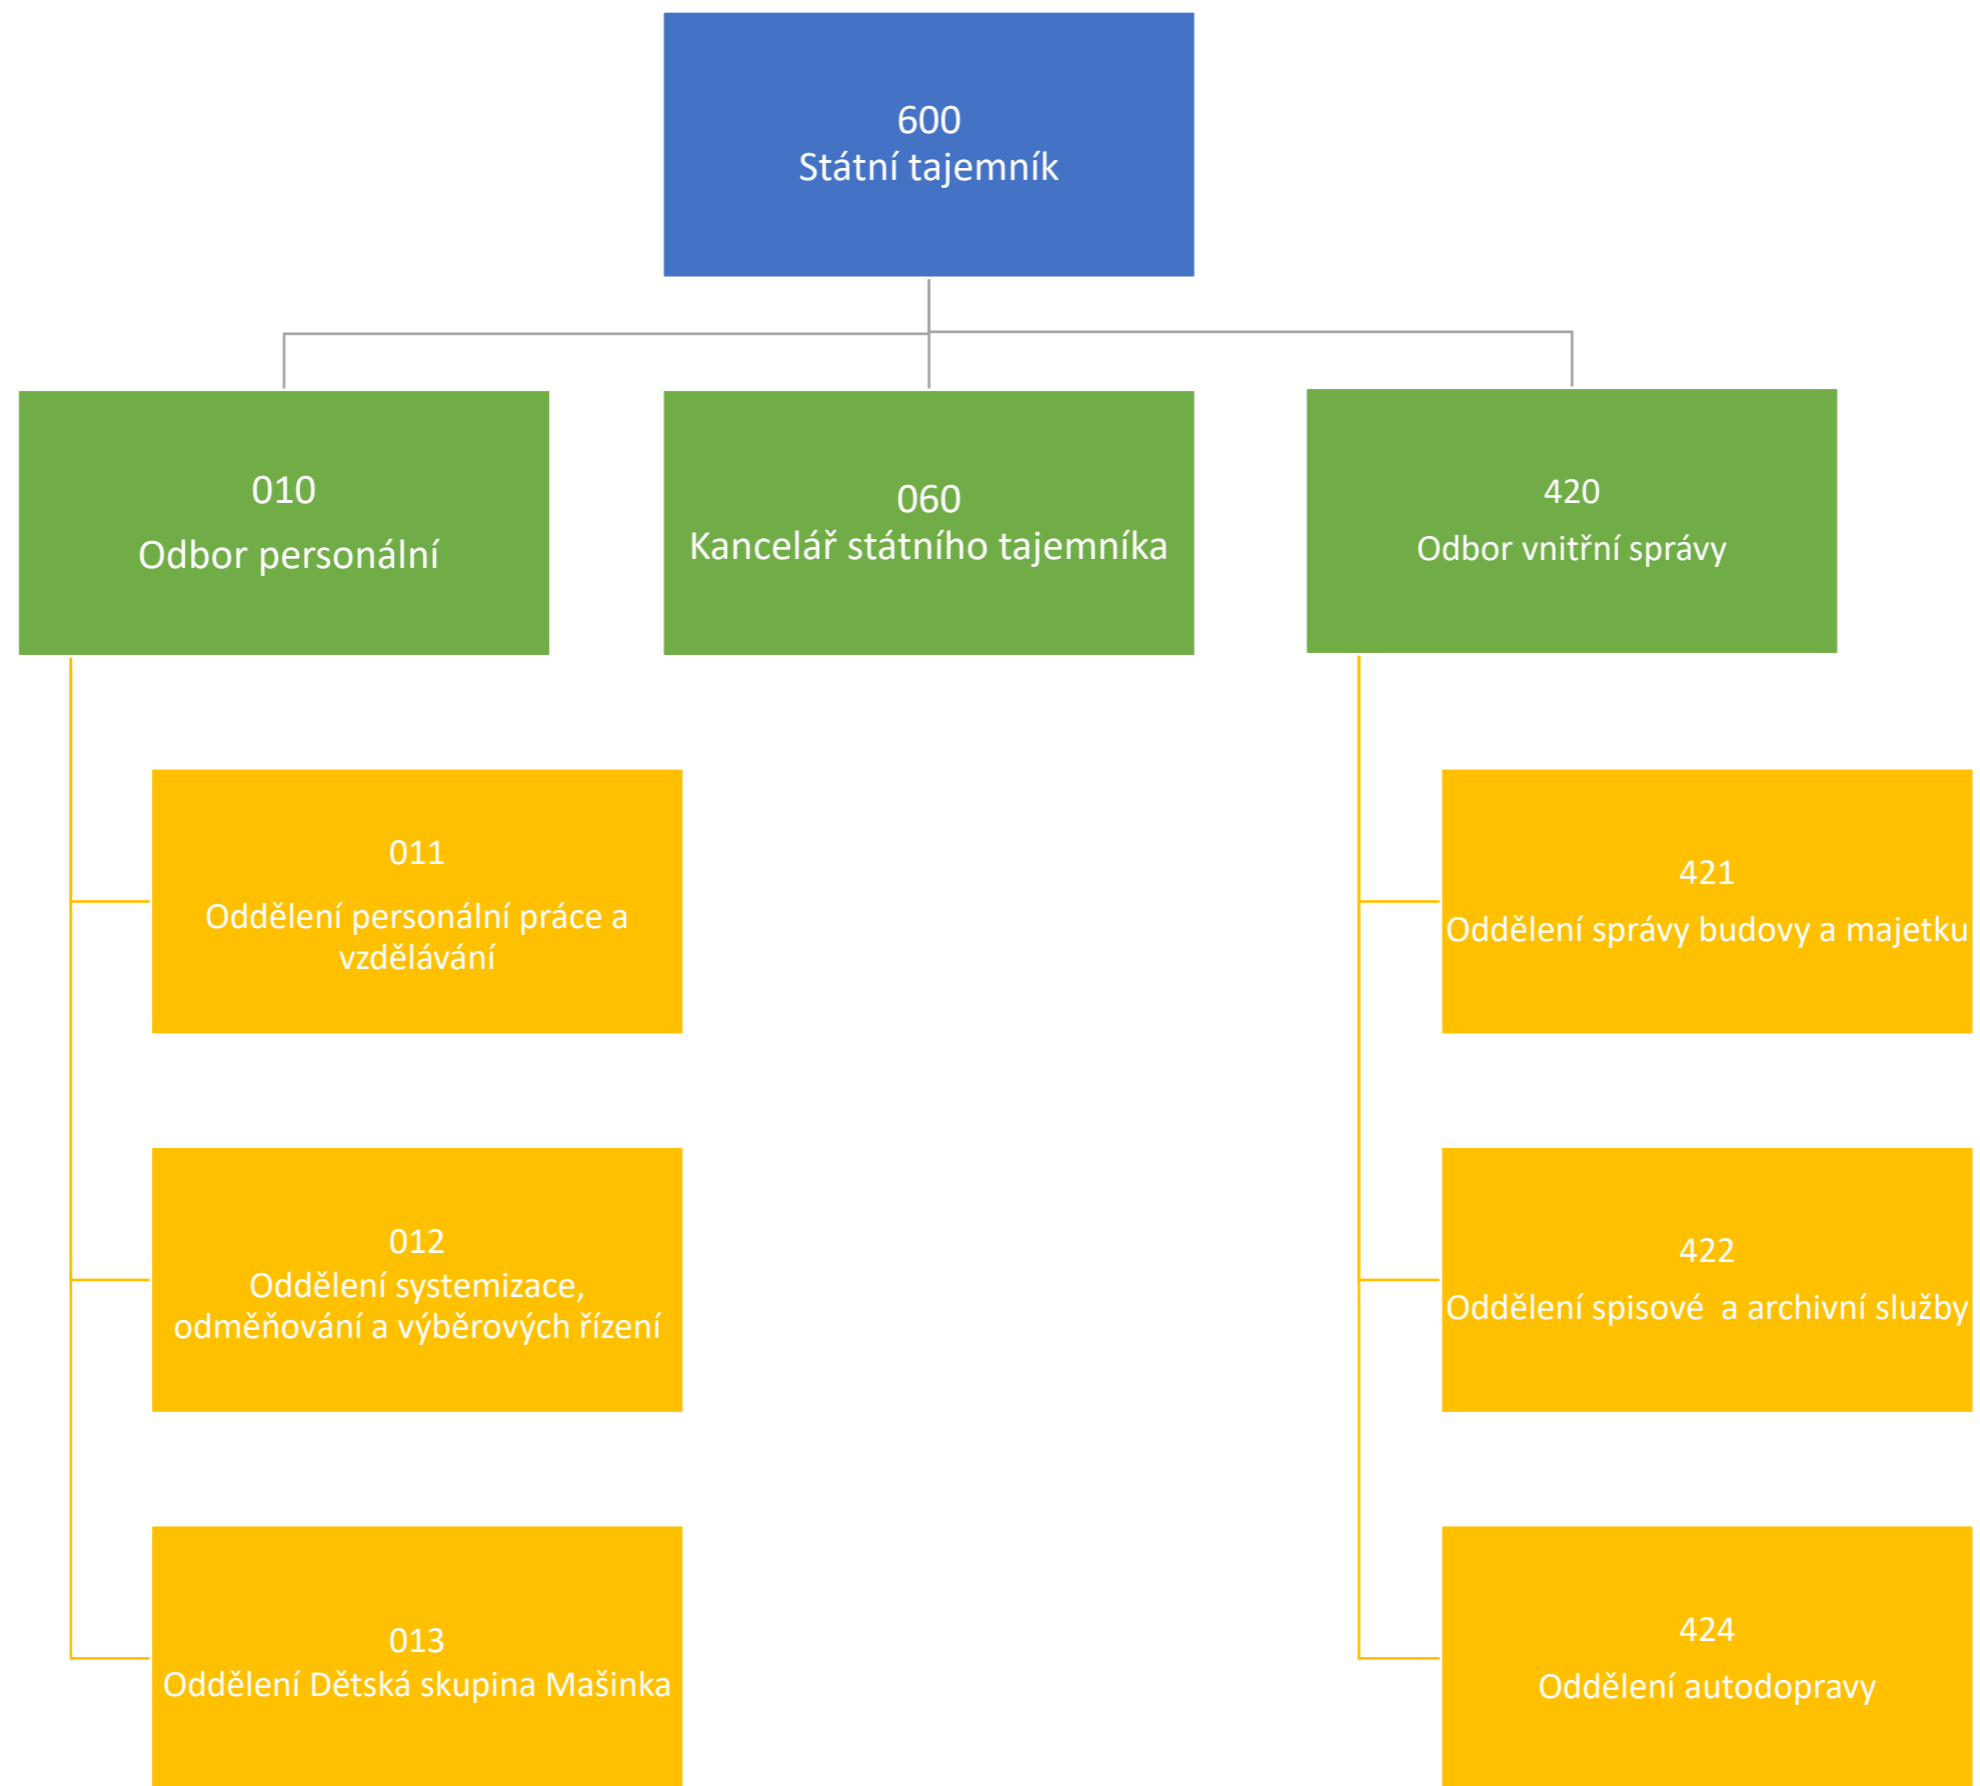 600
Státní tajemník
010
Odbor personální
060
Kancelář státního tajemníka
420
Odbor vnitřní správy
011
Oddělení personální práce a
vzdělávání
012
Oddělení systemizace,
odměňování a výběrových řízení
013
Oddělení Dětská skupina Mašinka
421
Oddělení správy budovy a majetku
422
Oddělení spisové  a archivní služby
424
Oddělení autodopravy